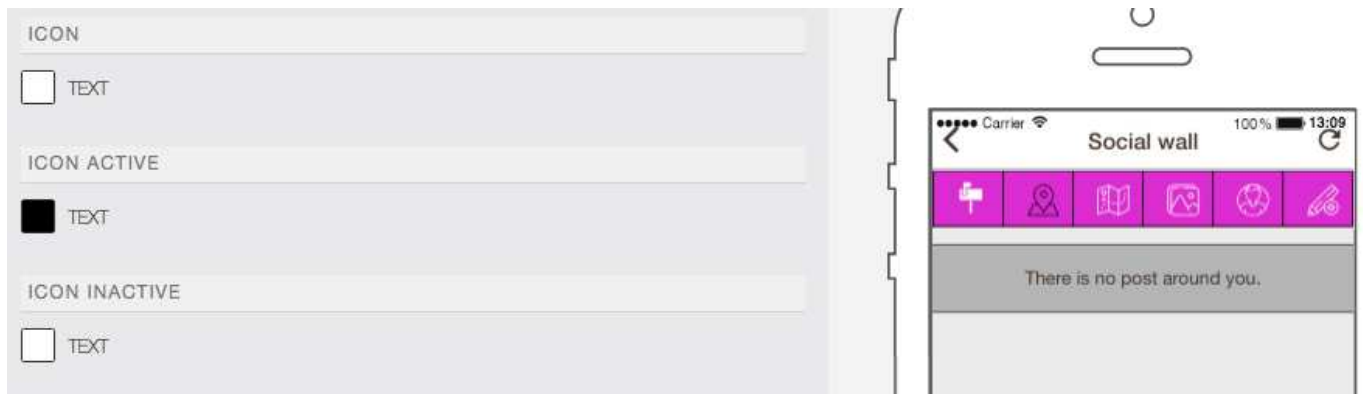 ICON
TEXT
ICON ACTIVE
TEXT
ICON INACTIVE
TEXT
Carrier 100% 13:09
Social wall
There is no post around you.